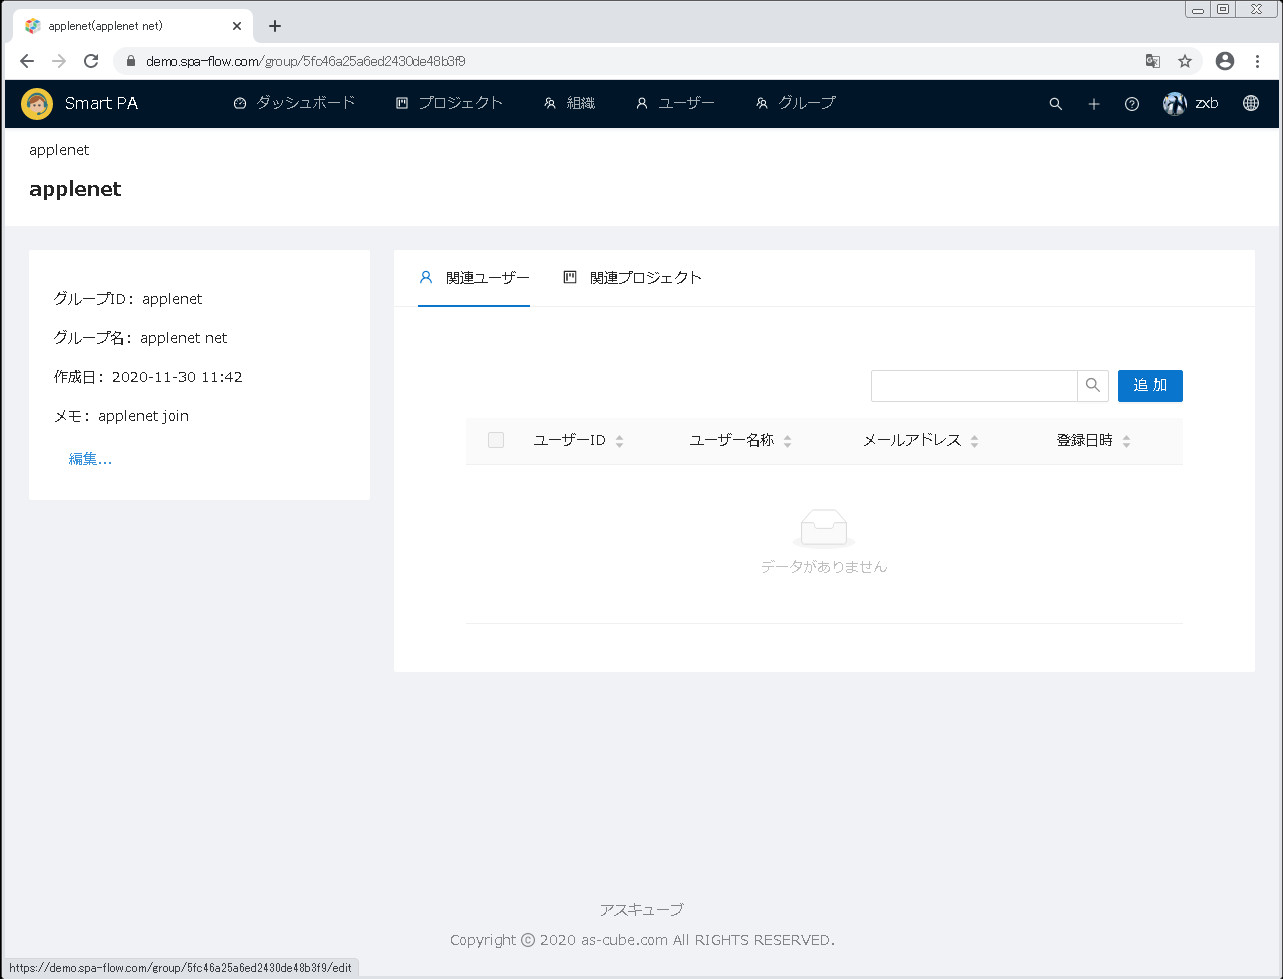 applenet(applenet net)
demo.spa-flow.com/group/5fc46a25a6ed2430de48b3f9
Smart PA ダッシュボード プロジェクト 組織 ユーザー グループ zxb
applenet
applenet
グループID: applenet
グループ名: applenet net
作成日: 2020-11-30 11:42
メモ: applenet join
編集...
関連ユーザー 関連プロジェクト
追 加
ユーザーID ユーザー名称 メールアドレス 登録日時
データがありません
アスキューブ
Copyright © 2020 as-cube.com All RIGHTS RESERVED.
https://demo.spa-flow.com/group/5fc46a25a6ed2430de48b3f9/edit